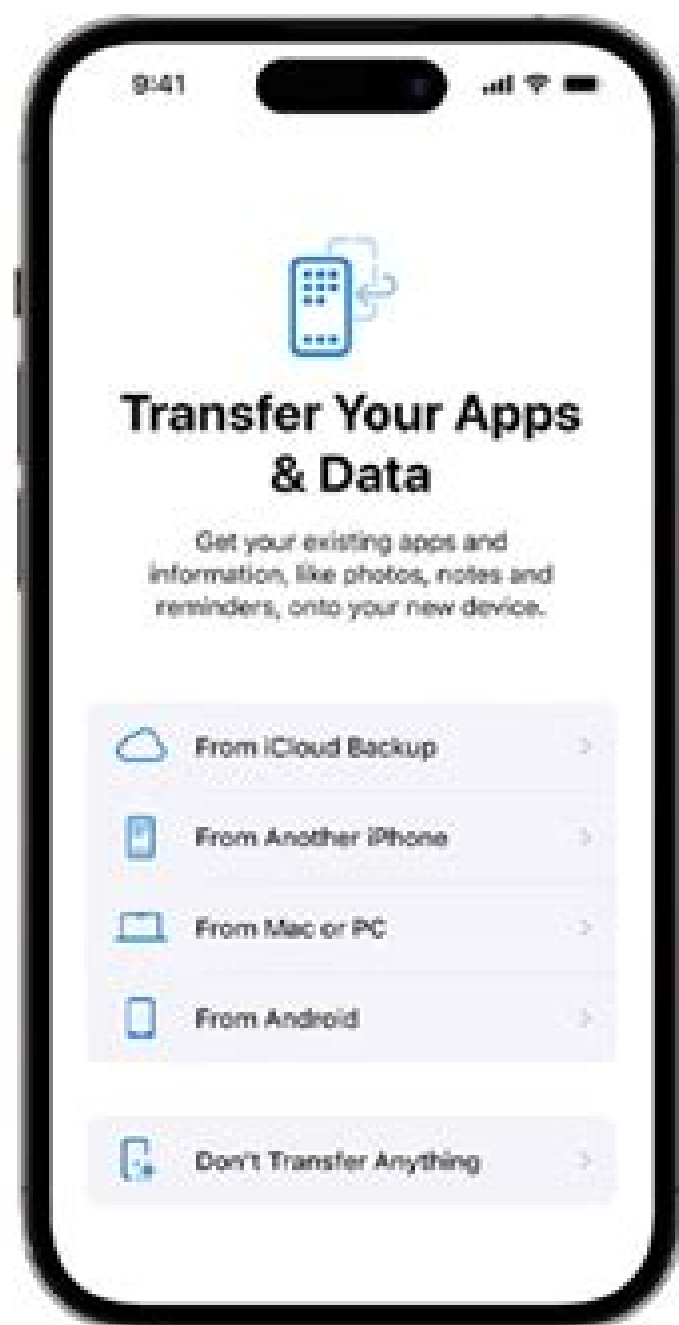 9:41
Transfer Your Apps
& Data
Get your existing apps and
information, like photos, notes and
reminders, onto your new device.
From iCloud Backup
From Another iPhone
From Mac or PC
From Android
Don't Transfer Anything